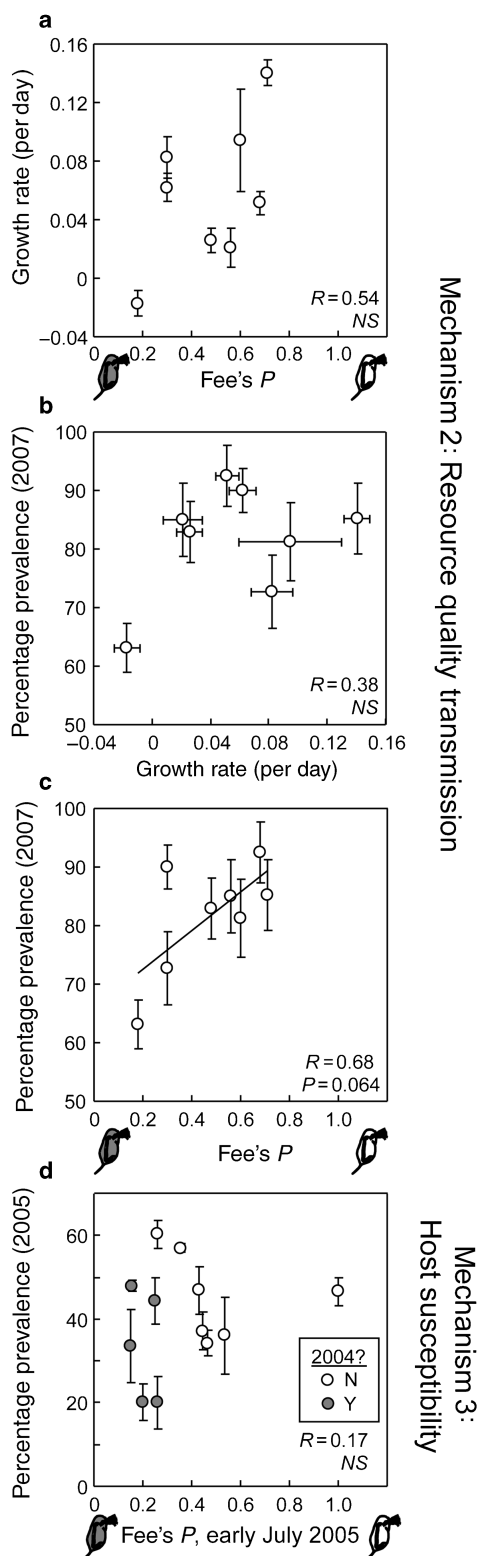 a
0.16
0.12
0.08
0.04
0
−0.04
Growth rate (per day)
R=0.54
NS
0 0.2 0.4 0.6 0.8 1.0
Fee's P
b
100
90
80
70
60
50
Percentage prevalence (2007)
R=0.38
NS
−0.04 0 0.04 0.08 0.12 0.16
Growth rate (per day)
Mechanism 2: Resource quality transmission
c
100
90
80
70
60
50
Percentage prevalence (2007)
R=0.68
P=0.064
0 0.2 0.4 0.6 0.8 1.0
Fee's P
d
60
40
20
0
Percentage prevalence (2005)
2004?
N
Y
R=0.17
NS
0 0.2 0.4 0.6 0.8 1.0
Fee's P, early July 2005
Mechanism 3:
Host susceptibility